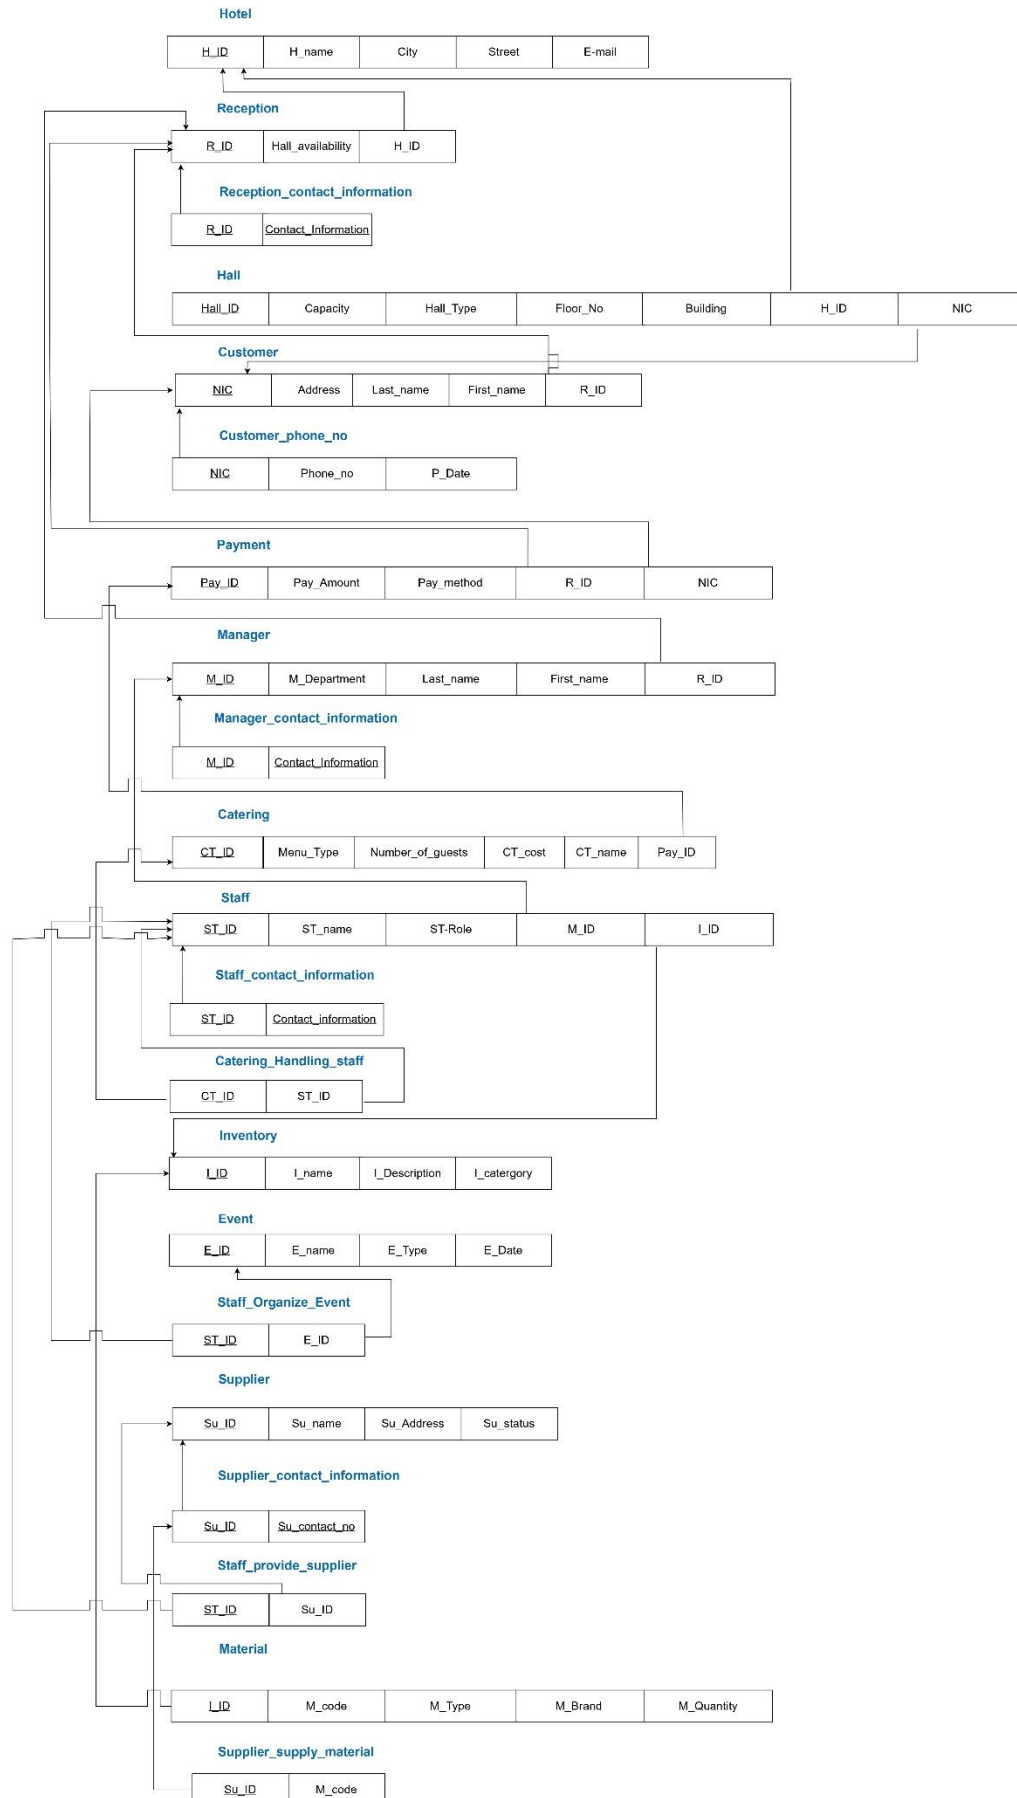 Hotel
H_ID H_name City Street E-mail
Reception
R_ID Hall_availability H_ID
Reception_contact_information
R_ID Contact_Information
Hall
Hall_ID Capacity Hall_Type Floor_No Building H_ID NIC
Customer
NIC Address Last_name First_name R_ID
Customer_phone_no
NIC Phone_no P_Date
Payment
Pay_ID Pay_Amount Pay_method R_ID NIC
Manager
M_ID M_Department Last_name First_name R_ID
Manager_contact_information
M_ID Contact_Information
Catering
CT_ID Menu_Type Number_of_guests CT_cost CT_name Pay_ID
Staff
ST_ID ST_name ST-Role M_ID I_ID
Staff_contact_information
ST_ID Contact_information
Catering_Handling_staff
CT_ID ST_ID
Inventory
I_ID I_name I_Description I_catergory
Event
E_ID E_name E_Type E_Date
Staff_Organize_Event
ST_ID E_ID
Supplier
Su_ID Su_name Su_Address Su_status
Supplier_contact_information
Su_ID Su_contact_no
Staff_provide_supplier
ST_ID Su_ID
Material
I_ID M_code M_Type M_Brand M_Quantity
Supplier_supply_material
Su_ID M_code